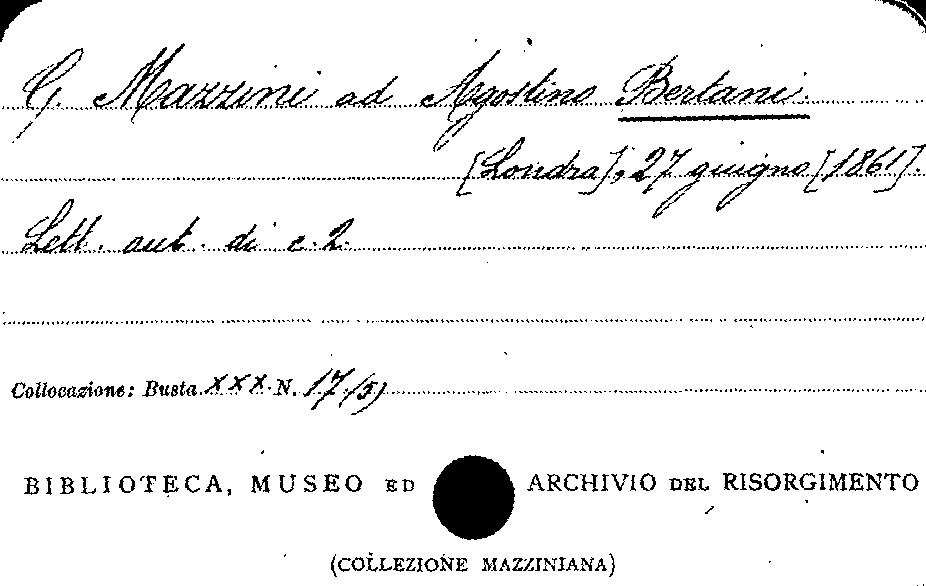 G. Mazzini ad Agostino Bertani.
[Londra], 27 giugno [1861].
Lett. aut. di c. 2.
Collocazione: Busta XXX. N. 17/5)
BIBLIOTECA, MUSEO ED ARCHIVIO DEL RISORGIMENTO
(COLLEZIONE MAZZINIANA)